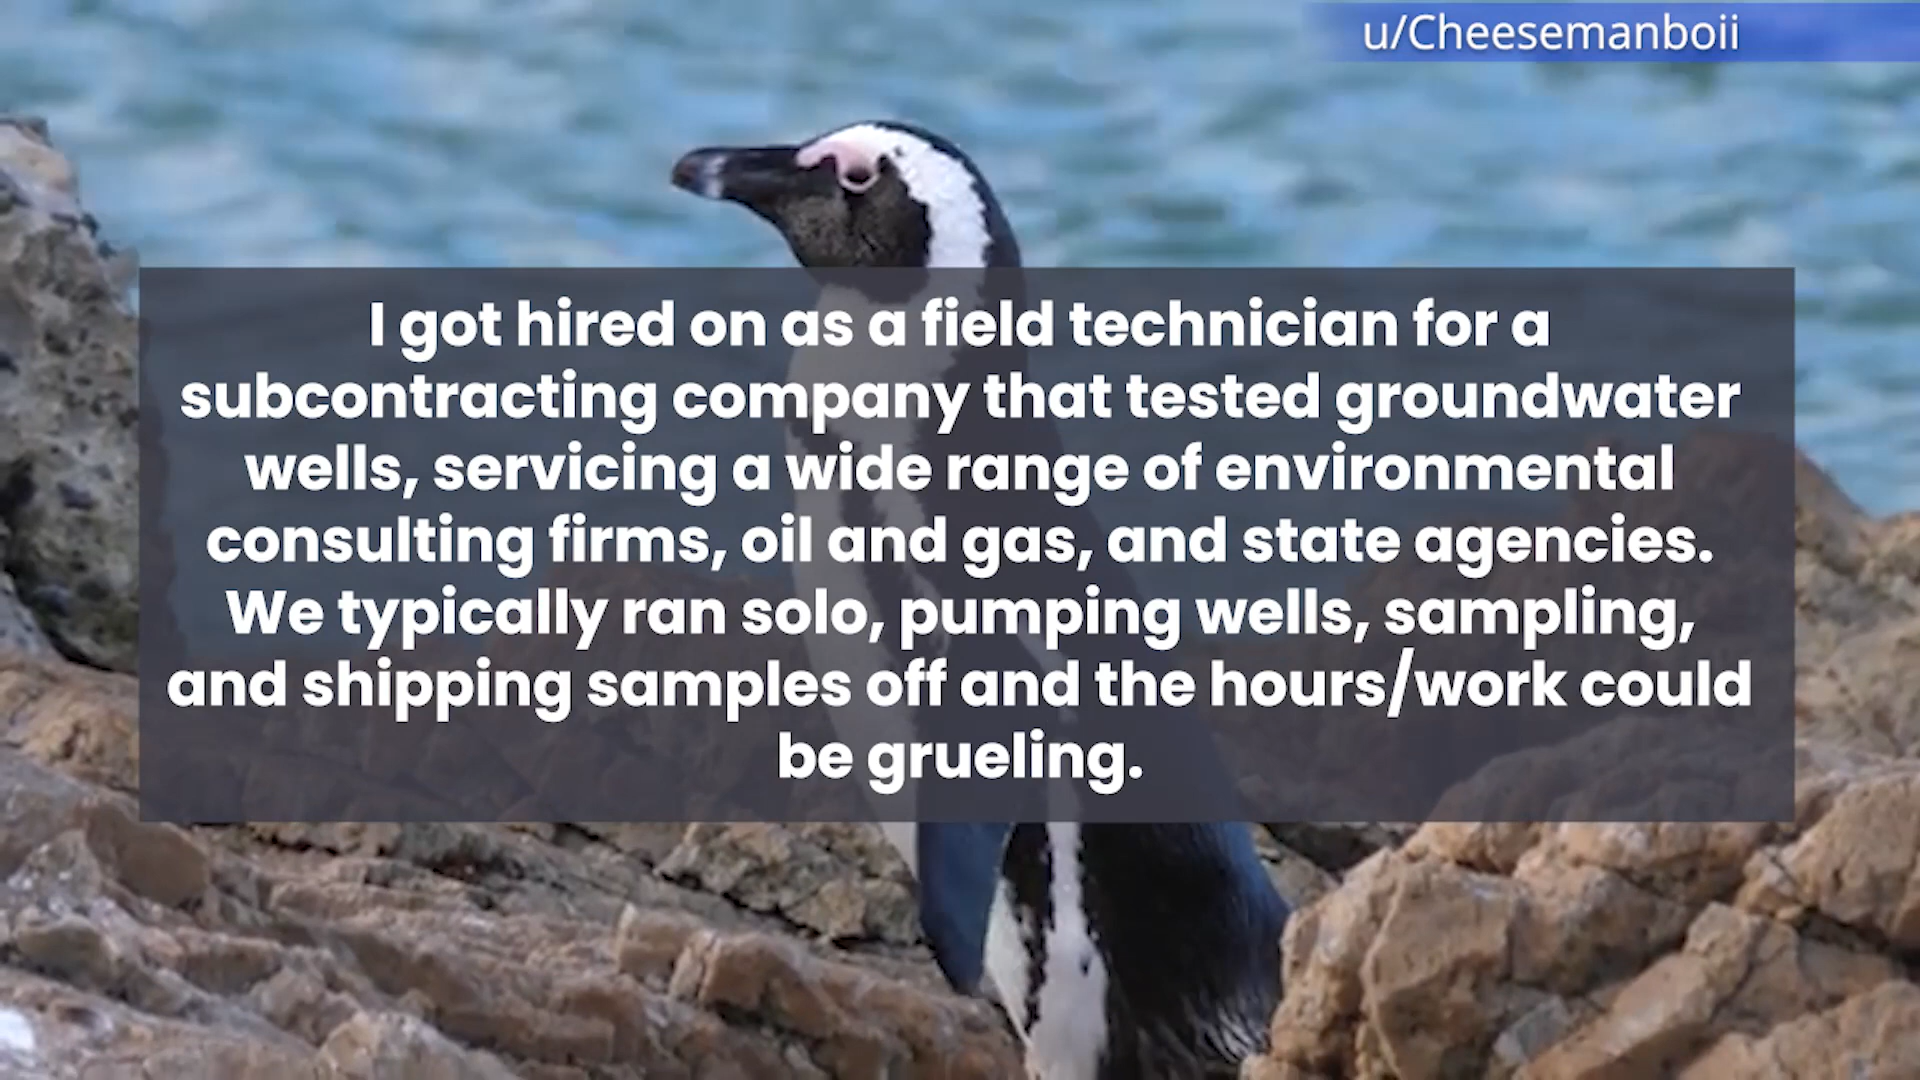 u/Cheesemanboii
I got hired on as a field technician for a
subcontracting company that tested groundwater
wells, servicing a wide range of environmental
consulting firms, oil and gas, and state agencies.
We typically ran solo, pumping wells, sampling,
and shipping samples off and the hours/work could
be grueling.